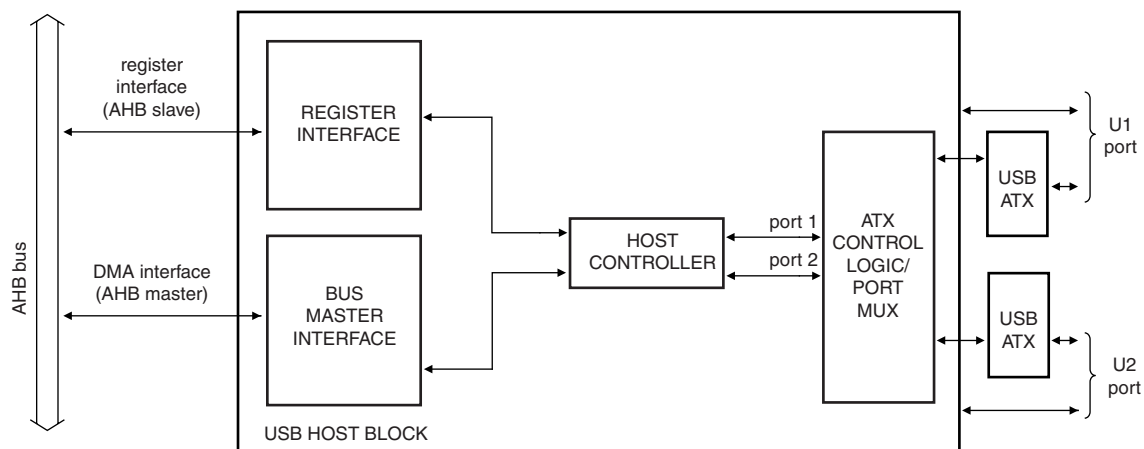 AHB bus
register
interface
(AHB slave)
DMA interface
(AHB master)
REGISTER
INTERFACE
BUS
MASTER
INTERFACE
USB HOST BLOCK
HOST
CONTROLLER
port 1
port 2
ATX
CONTROL
LOGIC/
PORT
MUX
USB
ATX
U1
port
USB
ATX
U2
port